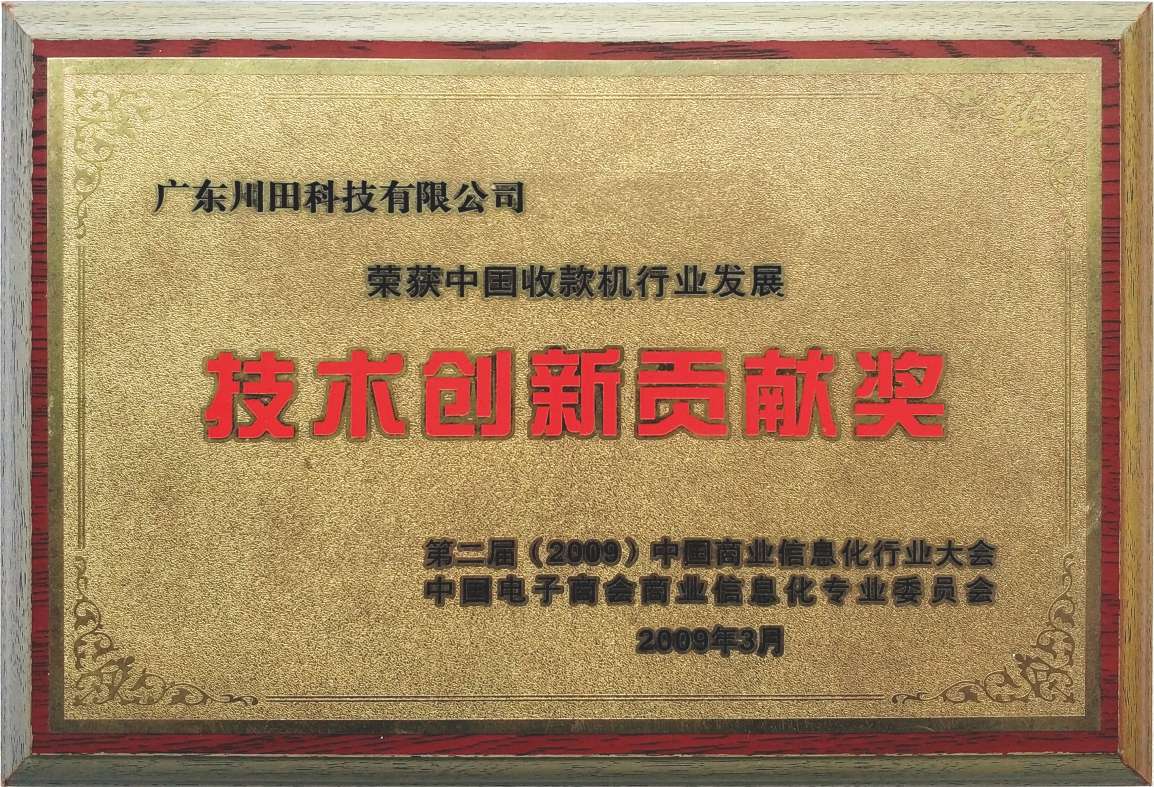 广东川田科技有限公司
荣获中国收款机行业发展
技术创新贡献奖
第二届（2009）中国商业信息化行业大会
中国电子商会商业信息化专业委员会
2009年3月